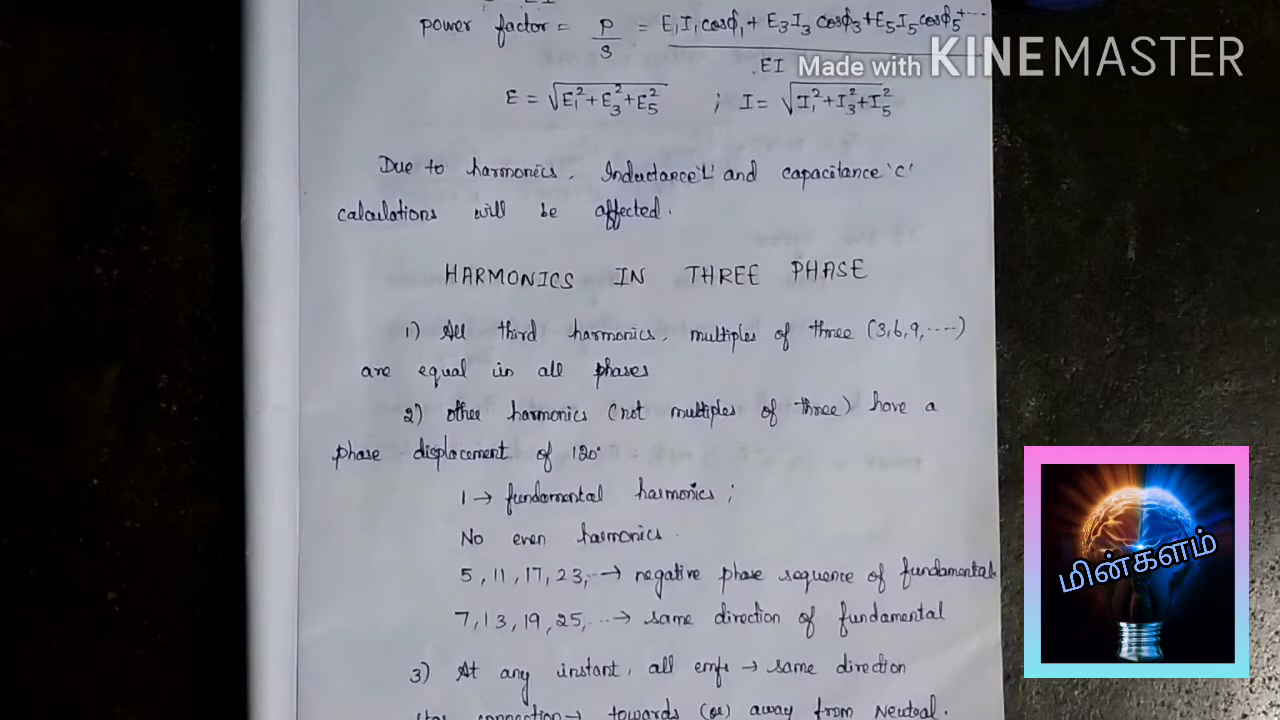 power factor = P/S = E₁I₁cosϕ₁ + E₃I₃ cosϕ₃ + E₅I₅cosϕ₅ + ---
EI
Made with KINEMASTER
E = √E₁² + E₃² + E₅² ; I = √I₁² + I₃² + I₅²
Due to harmonics, Inductance 'L' and capacitance 'C'
calculations will be affected.
HARMONICS IN THREE PHASE
1) All third harmonics, multiples of three (3,6,9,----)
are equal in all phases
2) other harmonics (not multiples of three) have a
phase displacement of 120°
1 → fundamental harmonics ;
No even harmonics.
5, 11, 17, 23, -- → negative phase sequence of fundamental.
7, 13, 19, 25, -- → same direction of fundamental
மின்களம்
3) At any instant, all emfs → same direction
connection → towards (or) away from Neutral.